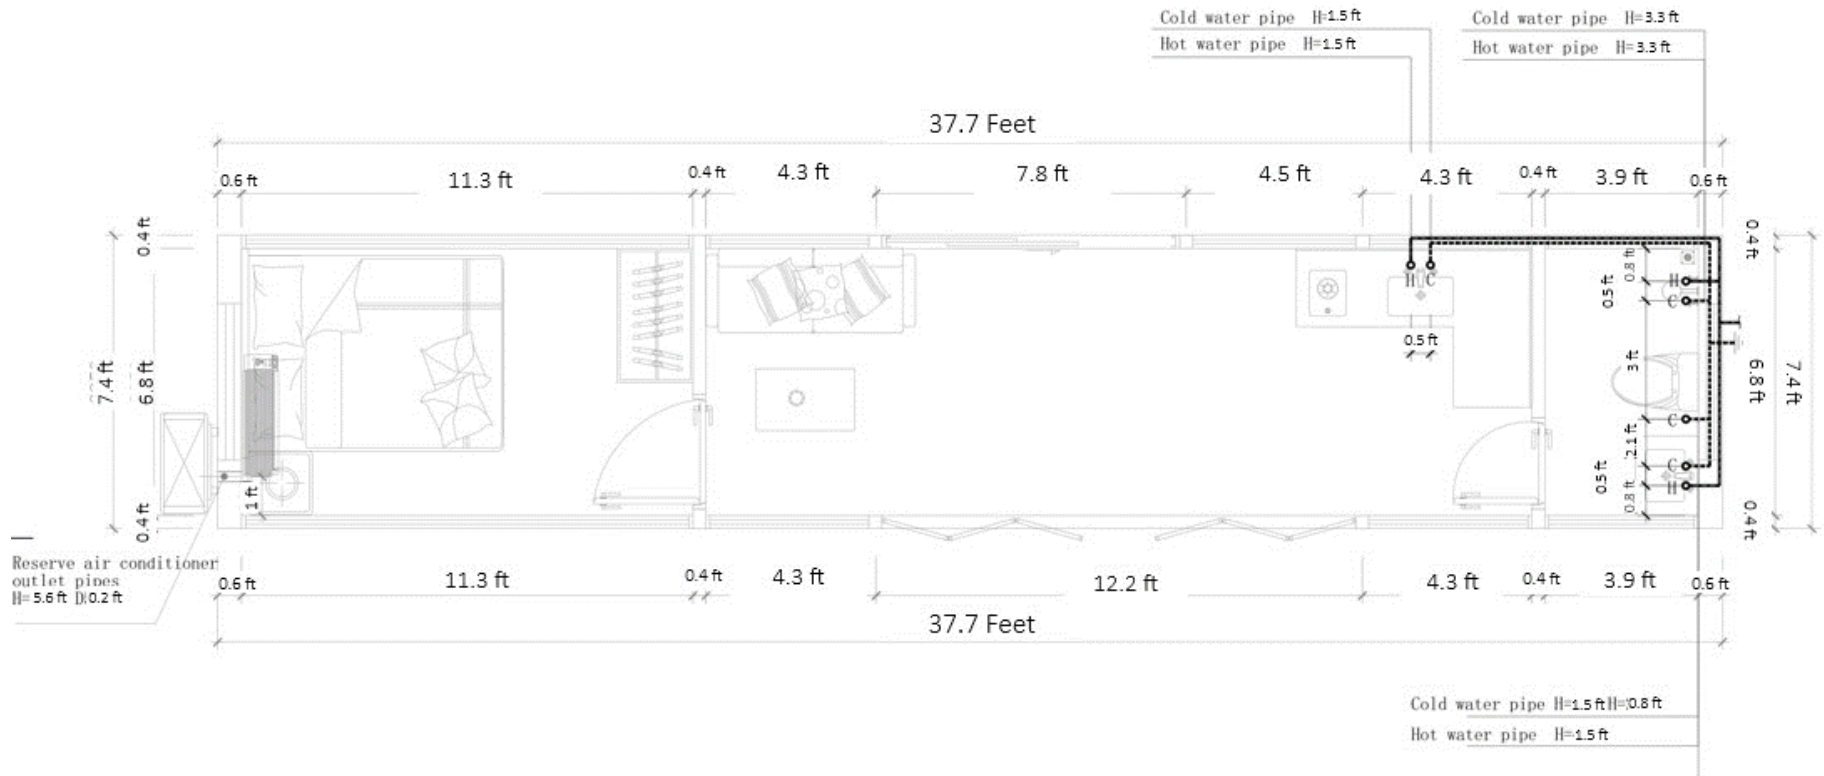 Cold water pipe H=1.5 ft
Hot water pipe H=1.5 ft
Cold water pipe H=3.3 ft
Hot water pipe H=3.3 ft
37.7 Feet
0.6 ft
11.3 ft
0.4 ft
4.3 ft
7.8 ft
4.5 ft
4.3 ft
0.4 ft
3.9 ft
0.6 ft
0.4 ft
6.8 ft
7.4 ft
0.4 ft
1 ft
H C
0.5 ft
0.8 ft
H
0.5 ft
C
3 ft
C
2.1 ft
C
0.5 ft
H
0.8 ft
0.4 ft
6.8 ft
7.4 ft
0.4 ft
Reserve air conditioner
outlet pipes
H=5.6 ft D:0.2 ft
0.6 ft
11.3 ft
0.4 ft
4.3 ft
12.2 ft
4.3 ft
0.4 ft
3.9 ft
0.6 ft
37.7 Feet
Cold water pipe H=1.5 ft H=0.8 ft
Hot water pipe H=1.5 ft